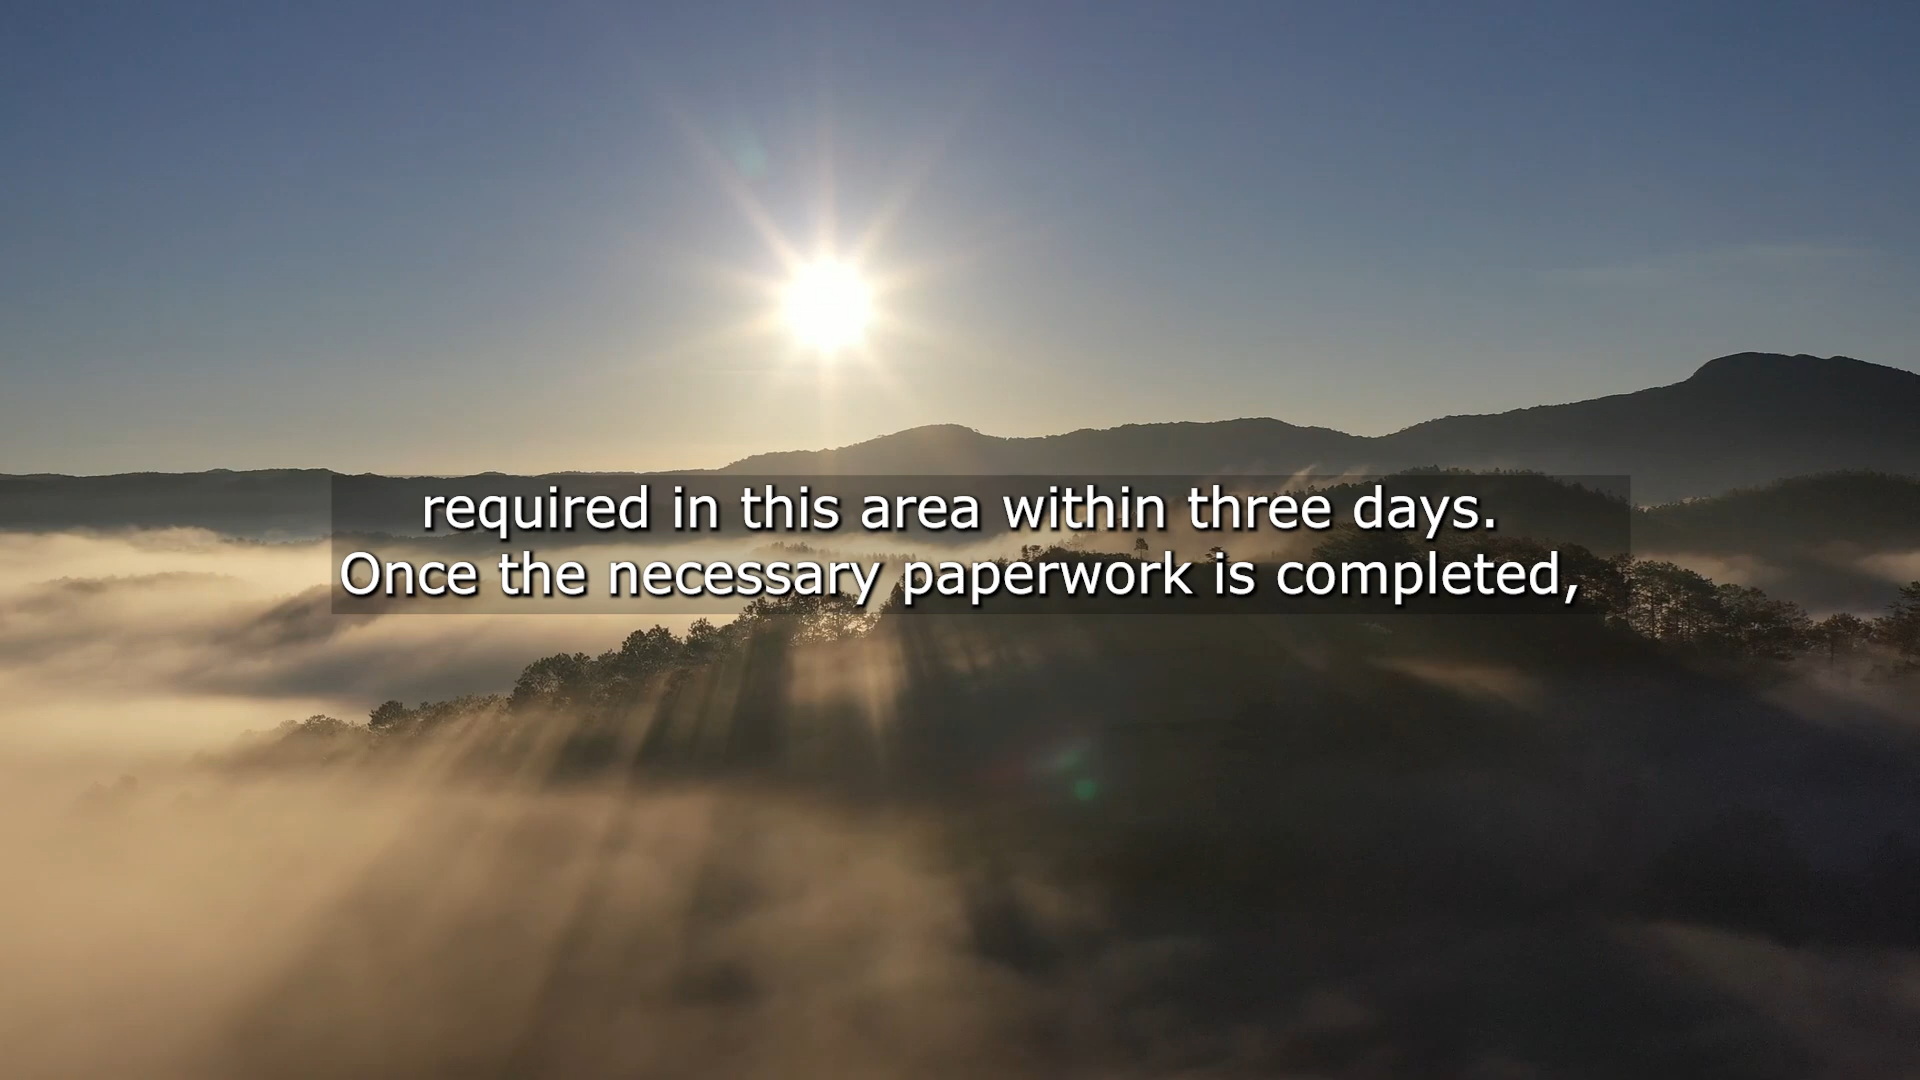 required in this area within three days.
Once the necessary paperwork is completed,